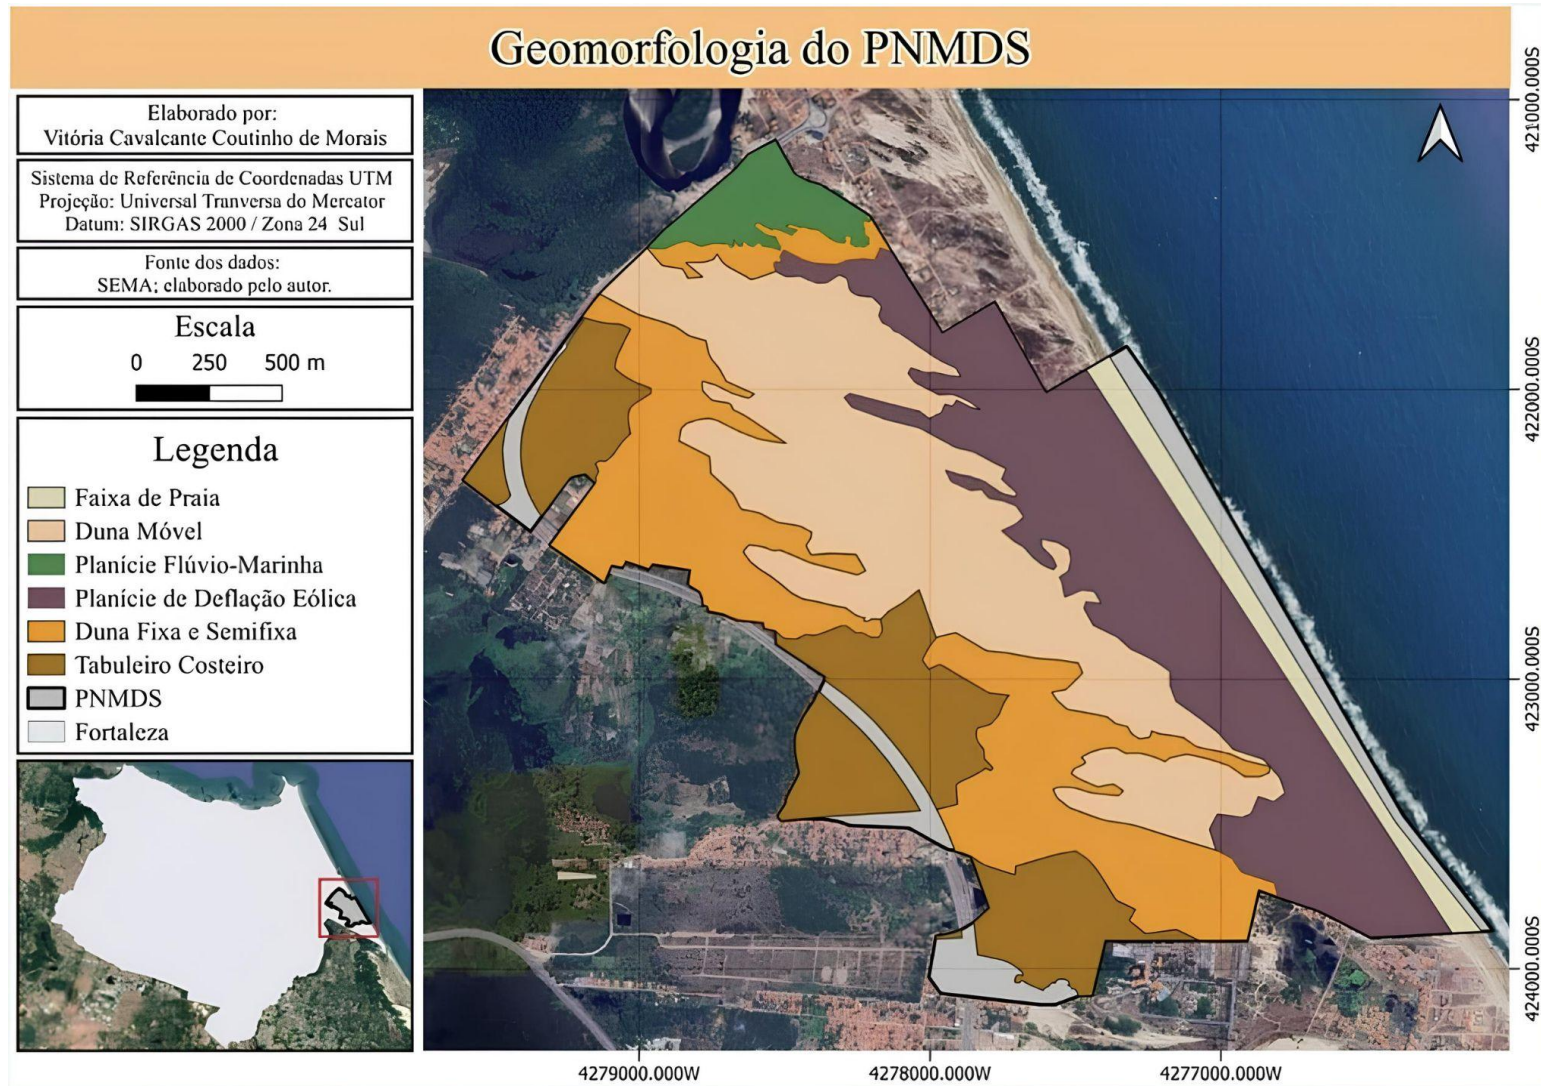 Geomorfologia do PNMDS
Elaborado por:
Vitória Cavalcante Coutinho de Morais
Sistema de Referência de Coordenadas UTM
Projeção: Universal Tranversa do Mercator
Datum: SIRGAS 2000 / Zona 24 Sul
Fonte dos dados:
SEMA; elaborado pelo autor.
Escala
0 250 500 m
Legenda
Faixa de Praia
Duna Móvel
Planície Flúvio-Marinha
Planície de Deflação Eólica
Duna Fixa e Semifixa
Tabuleiro Costeiro
PNMDS
Fortaleza
421000.000S
422000.000S
423000.000S
424000.000S
4279000.000W
4278000.000W
4277000.000W